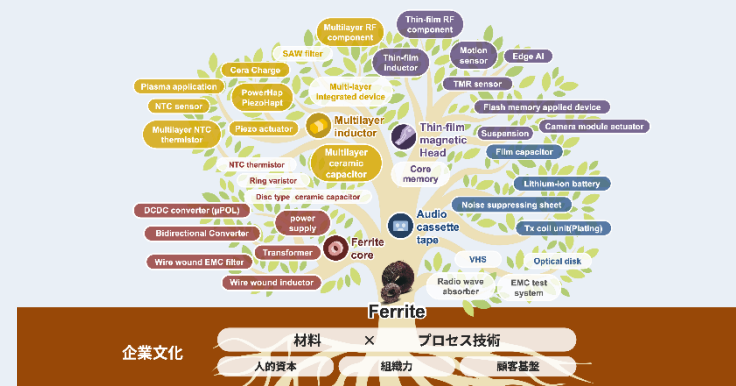 Multilayer RF
component
Thin-film RF
component
SAW filter
Thin-film
Inductor
Motion
sensor
Edge AI
Cera Charge
Plasma application
PowerHap
PiezoHapt
Multi-layer
Integrated device
TMR sensor
NTC sensor
Flash memory applied device
Multilayer NTC
thermistor
Piezo actuator
Multilayer
inductor
Thin-film
magnetic
Head
Suspension
Camera module actuator
Film capacitor
Multilayer
ceramic
capacitor
Core
memory
NTC thermistor
Ring varistor
Disc type ceramic capacitor
Lithium-ion battery
Noise suppressing sheet
DCDC converter (μPOL)
power
supply
Audio
cassette
tape
Tx coil unit(Plating)
Bidirectional Converter
Transformer
Ferrite
core
Wire wound EMC filter
VHS
Optical disk
Wire wound inductor
Radio wave
absorber
EMC test
system
Ferrite
企業文化
材料 × プロセス技術
人的資本
組織力
顧客基盤